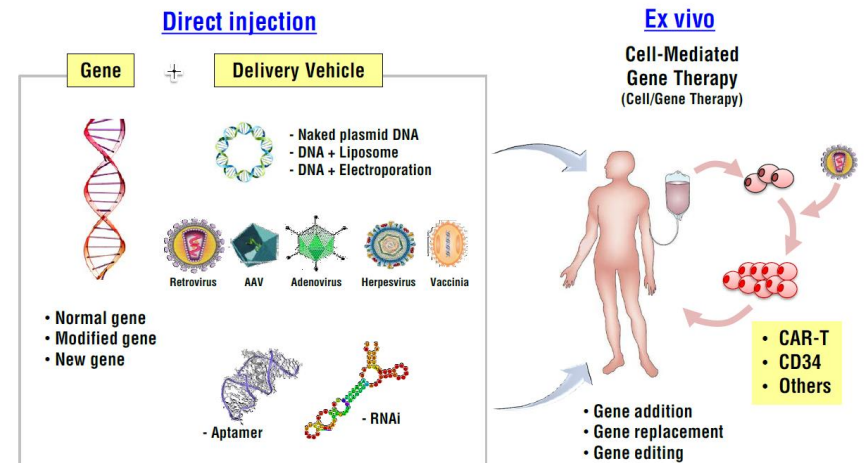 Direct injection
Gene
+
Delivery Vehicle
- Naked plasmid DNA
- DNA + Liposome
- DNA + Electroporation
Retrovirus
AAV
Adenovirus
Herpesvirus
Vaccinia
• Normal gene
• Modified gene
• New gene
- Aptamer
- RNAi
Ex vivo
Cell-Mediated
Gene Therapy
(Cell/Gene Therapy)
• CAR-T
• CD34
• Others
• Gene addition
• Gene replacement
• Gene editing